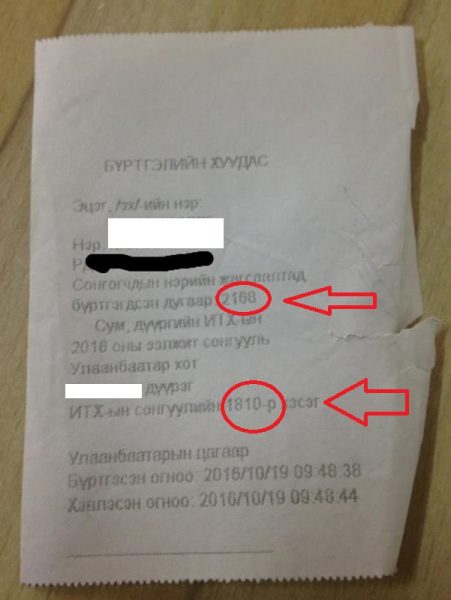 БҮРТГЭЛИЙН ХУУДАС
Эцэг, /эх/-ийн нэр:
Нэр:
РД
Сонгогчдын нэрийн жагсаалтад
бүртгэгдсэн дугаар: 2168
Сум, дүүргийн ИТХ-ын
2016 оны ээлжит сонгууль
Улаанбаатар хот
дүүрэг
ИТХ-ын сонгуулийн 1810-р хэсэг
Улаанбаатарын цагаар
Бүртгэсэн огноо: 2016/10/19 09:48:38
Хэвлэсэн огноо: 2016/10/19 09:48:44